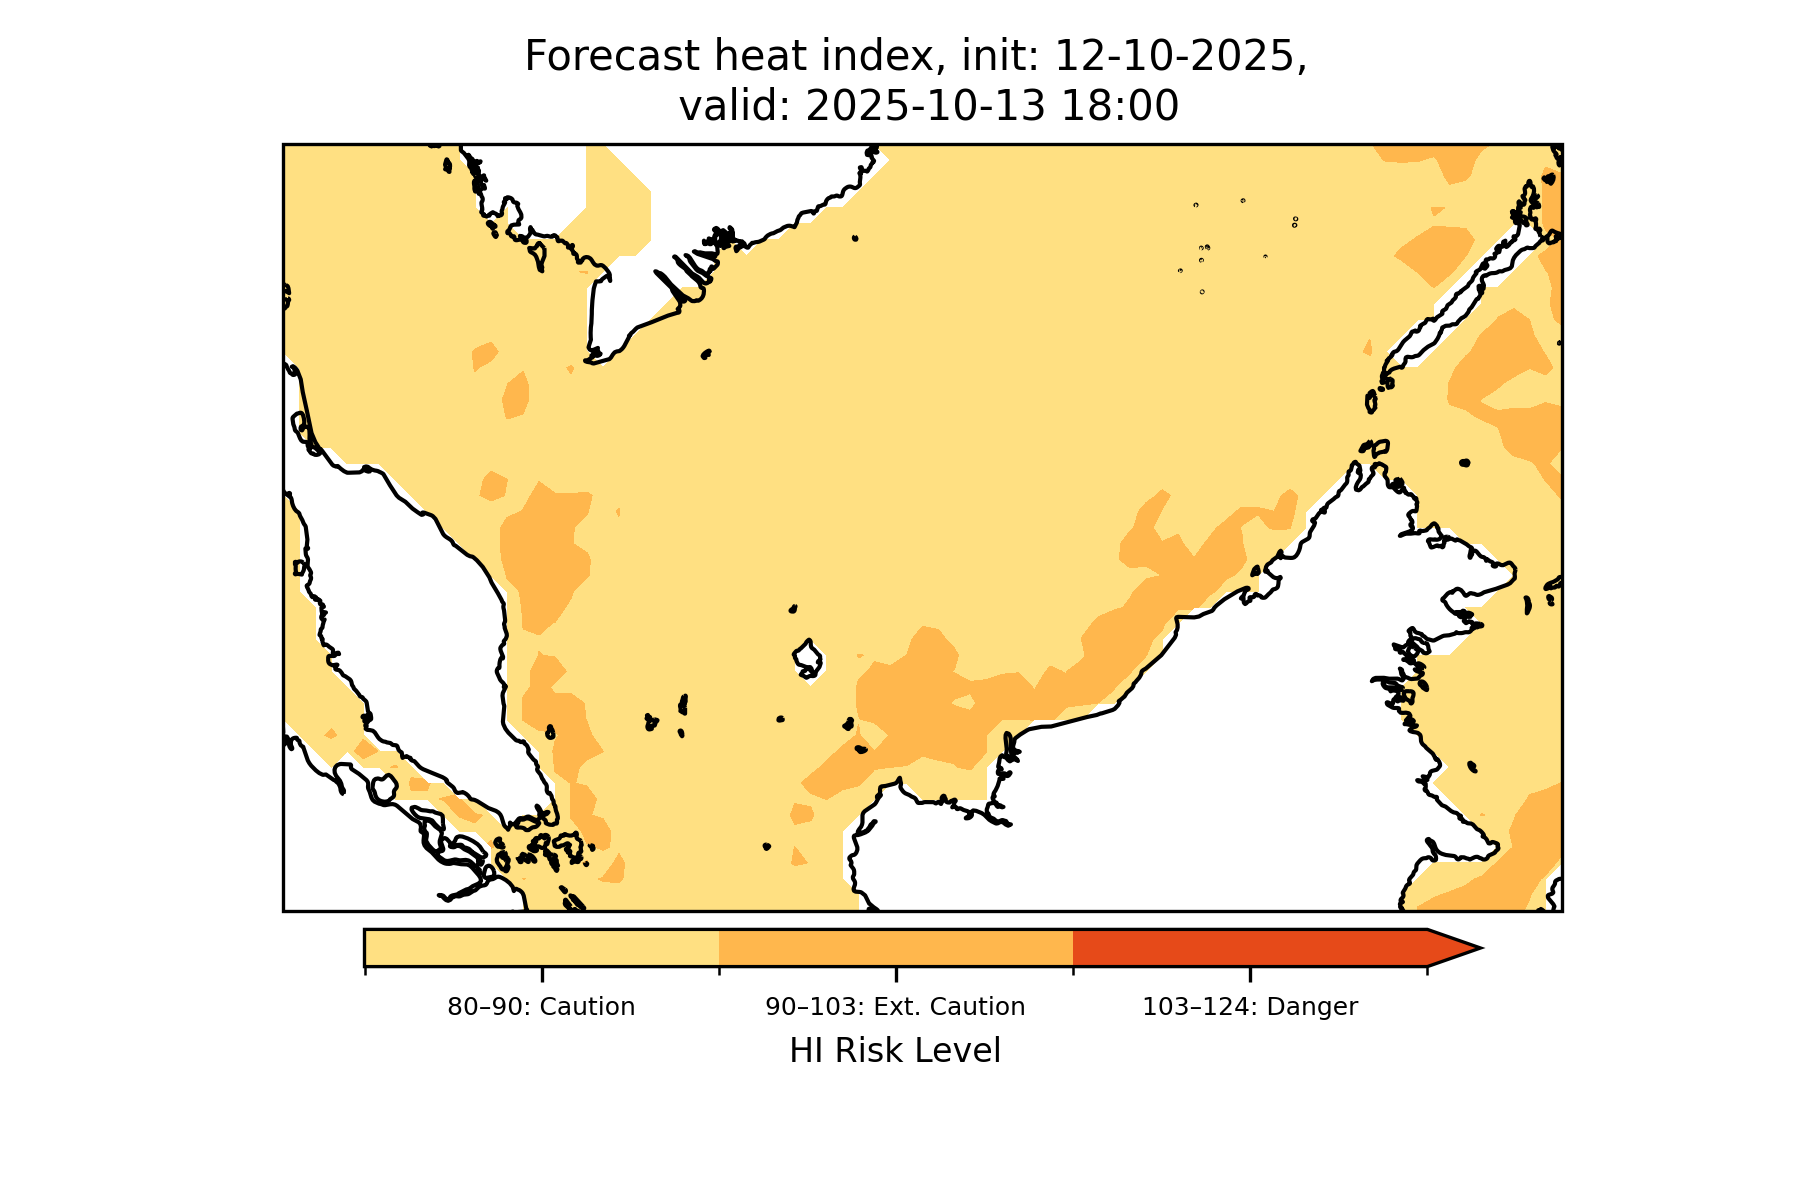 Forecast heat index, init: 12-10-2025,
valid: 2025-10-13 18:00
80–90: Caution
90–103: Ext. Caution
103–124: Danger
HI Risk Level